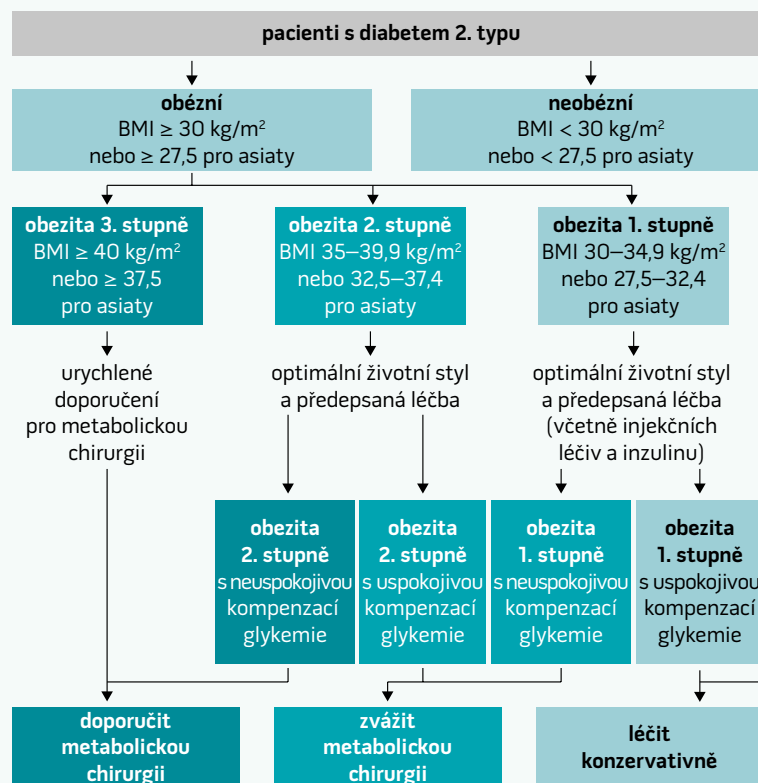 pacienti s diabetem 2. typu
obézní
BMI ≥ 30 kg/m²
nebo ≥ 27,5 pro asiaty
neobézní
BMI < 30 kg/m²
nebo < 27,5 pro asiaty
obezita 3. stupně
BMI ≥ 40 kg/m²
nebo ≥ 37,5
pro asiaty
obezita 2. stupně
BMI 35–39,9 kg/m²
nebo 32,5–37,4
pro asiaty
obezita 1. stupně
BMI 30–34,9 kg/m²
nebo 27,5–32,4
pro asiaty
urychlené
doporučení
pro metabolickou
chirurgii
optimální životní styl
a předepsaná léčba
optimální životní styl
a předepsaná léčba
(včetně injekčních
léčiv a inzulinu)
obezita
2. stupně
s neuspokojivou
kompenzací
glykemie
obezita
2. stupně
s uspokojivou
kompenzací
glykemie
obezita
1. stupně
s neuspokojivou
kompenzací
glykemie
obezita
1. stupně
s uspokojivou
kompenzací
glykemie
doporučit
metabolickou
chirurgii
zvážit
metabolickou
chirurgii
léčit
konzervativně